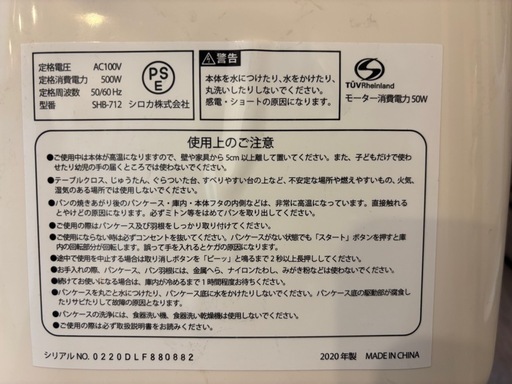 定格電圧 AC100V
定格消費電力 500W
定格周波数 50/60Hz
型番 SHB-712
PSE
シロカ株式会社
警告
本体を水につけたり、水をかけたり、
丸洗いしたりしないでください。
感電・ショートの原因になります。
TÜVRheinland
モーター消費電力50W
使用上のご注意
●ご使用中は本体が高温になりますので、壁や家具から5cm以上離して置いてください。また、子どもだけで使わ
せたり幼児の手の届くところでは使わないでください。
●テーブルクロス、じゅうたん、ぐらついた台、すべりやすい台の上など、不安定な場所や燃えやすいもの、火気、
湿気のある場所では使用しないでください。
●パンの焼きあがり後のパンケース・庫内・本体フタの内側などは、非常に高温になっています。直接触れる
とやけどの原因になります。必ずミトン等をはめてパンを取り出してください。
●ご使用の際はパンケース及び羽根をしっかり取り付けてください。
●ご使用にならない時は必ずコンセントを抜いてください。パンケースがない状態でも「スタート」ボタンを押すと庫
内の回転部分が回転します。誤って手を入れるとケガの原因になります。
●途中で使用を中止する場合は取り消しボタンを「ピーッ」と鳴るまで2秒以上長押ししてください。
●お手入れの際、パンケース、パン羽根には、金属へら、ナイロンたわし、みがき粉などは使わないでください。
●続けてお使いになる場合は、庫内が冷めるまで1時間程度お待ちください。
●パンケースを丸ごと水につけたり、パンケース底に水をかけたりしないでください。パンケース底の駆動部が腐食し
たりサビたりして故障の原因となります。
●パンケースの洗浄には、食器洗い機、食器洗い乾燥機は使用しないでください。
●ご使用の際は必ず取扱説明書をお読みください。
シリアルNO. 0220DLF880882
2020年製 MADE IN CHINA